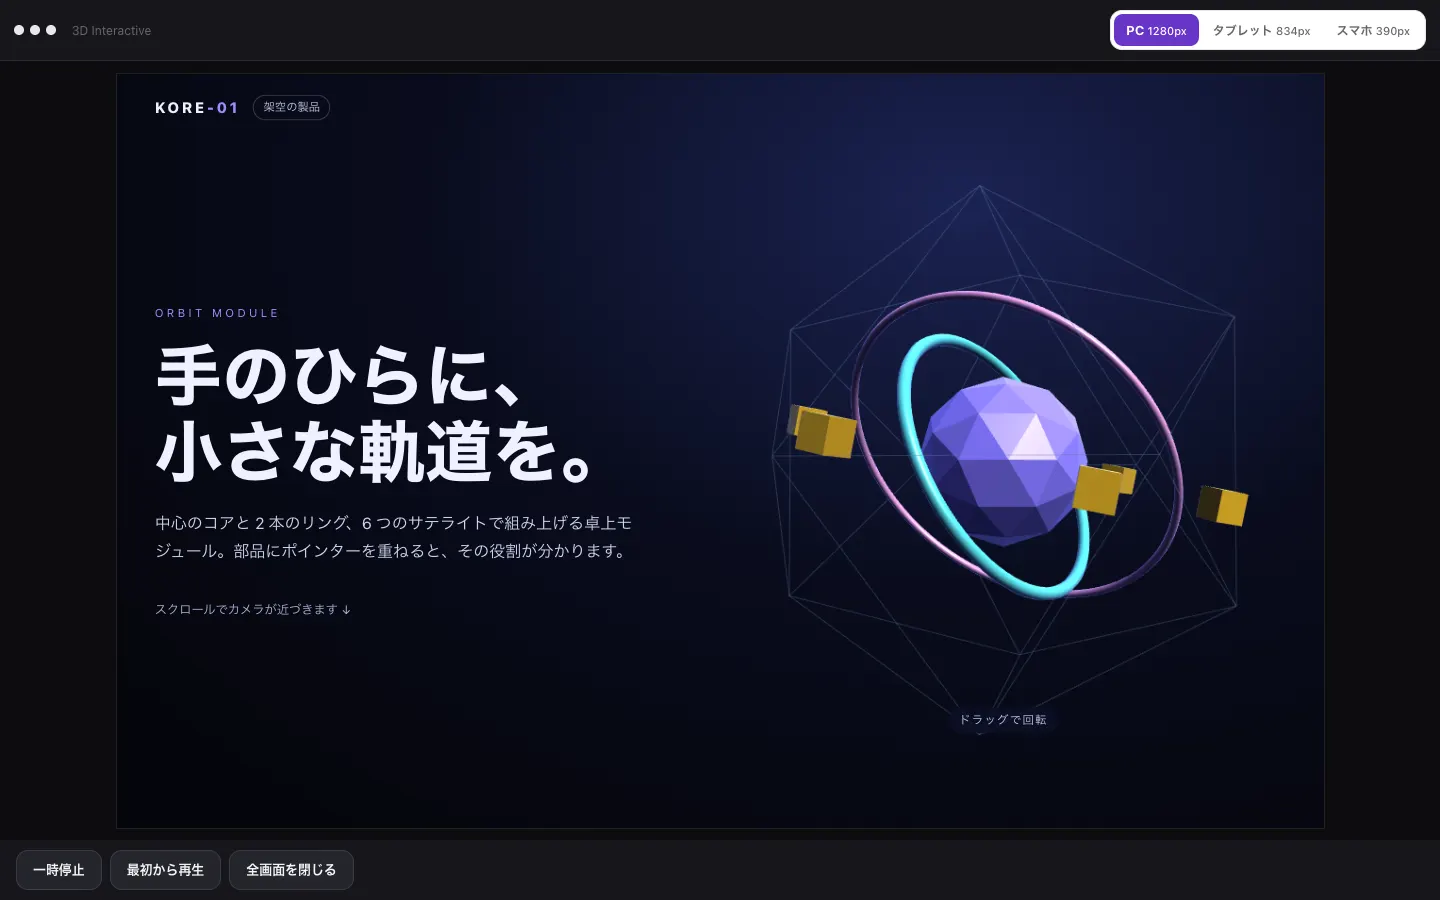 3D Interactive
PC 1280px
タブレット 834px
スマホ 390px
KORE-01
架空の製品
ORBIT MODULE
手のひらに、
小さな軌道を。
中心のコアと 2 本のリング、6 つのサテライトで組み上げる卓上モ
ジュール。部品にポインターを重ねると、その役割が分かります。
スクロールでカメラが近づきます ↓
ドラッグで回転
一時停止
最初から再生
全画面を閉じる